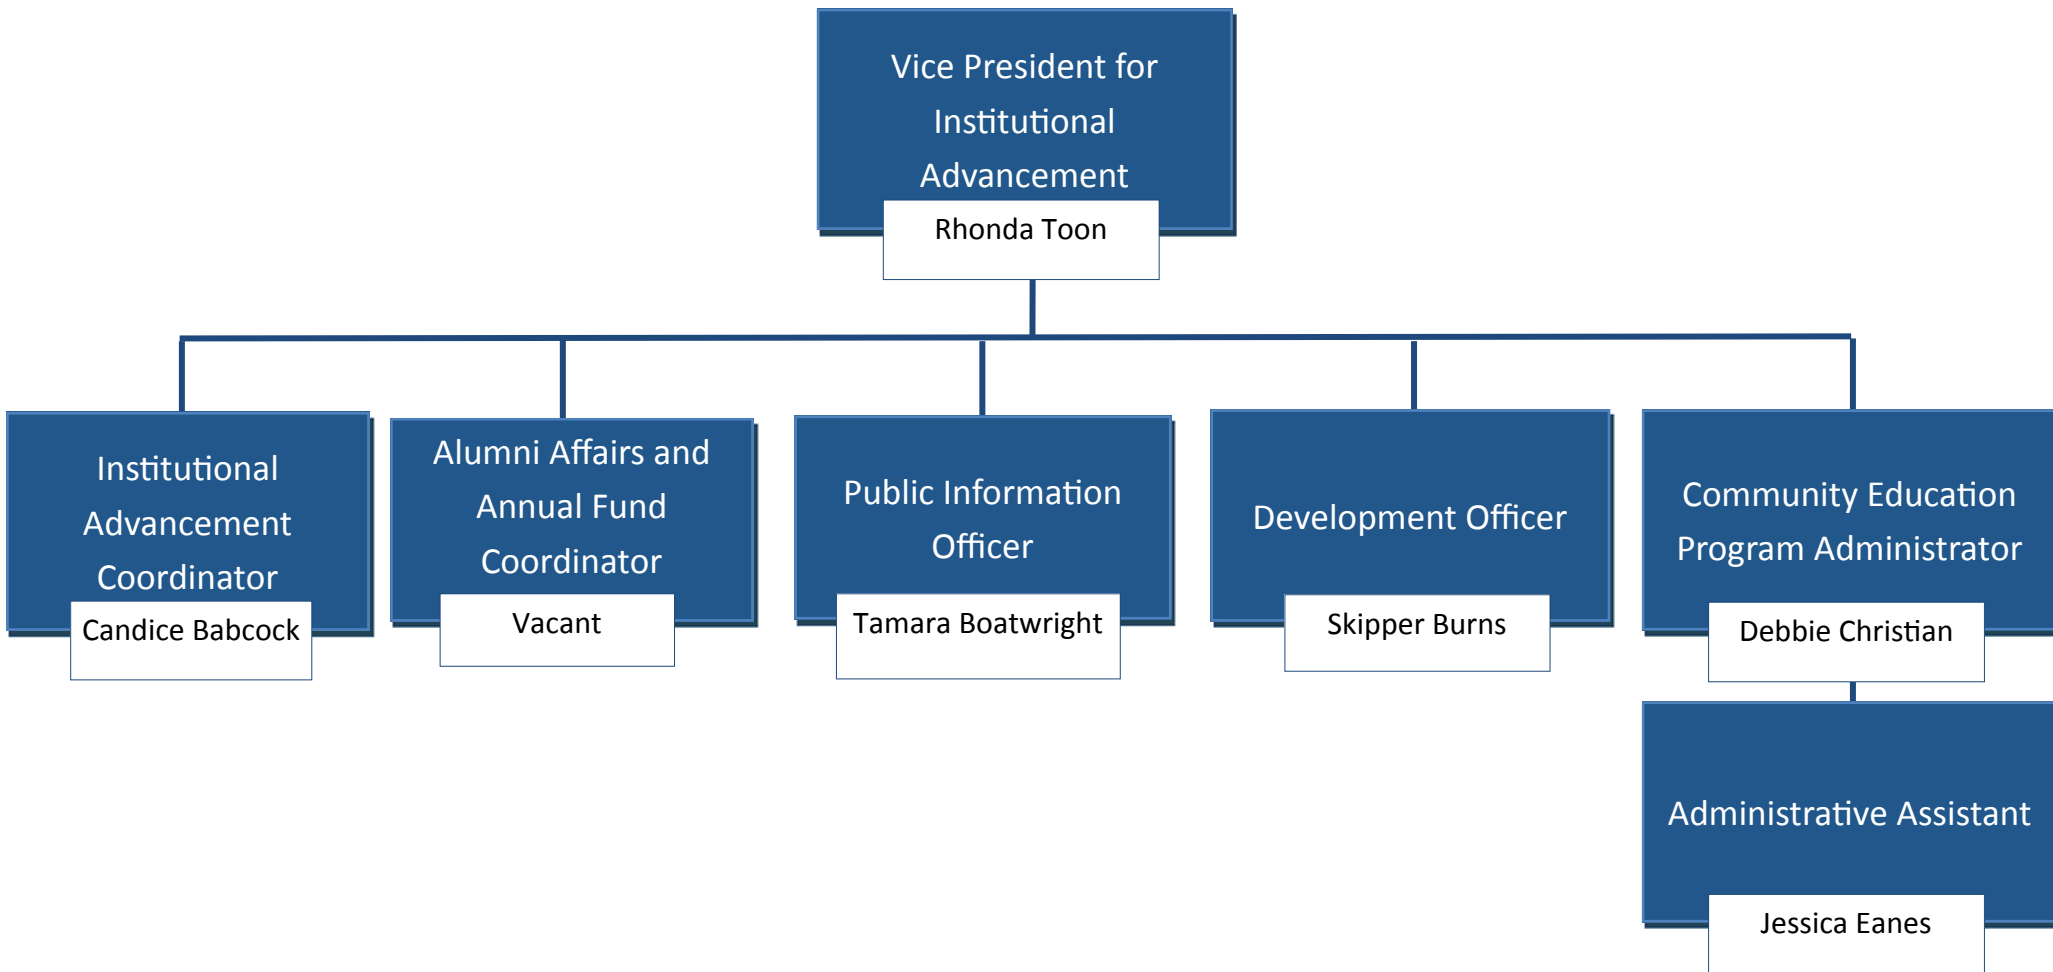 Vice President for
Institutional
Advancement
Rhonda Toon
Institutional
Advancement
Coordinator
Candice Babcock
Alumni Affairs and
Annual Fund
Coordinator
Vacant
Public Information
Officer
Tamara Boatwright
Development Officer
Skipper Burns
Community Education
Program Administrator
Debbie Christian
Administrative Assistant
Jessica Eanes